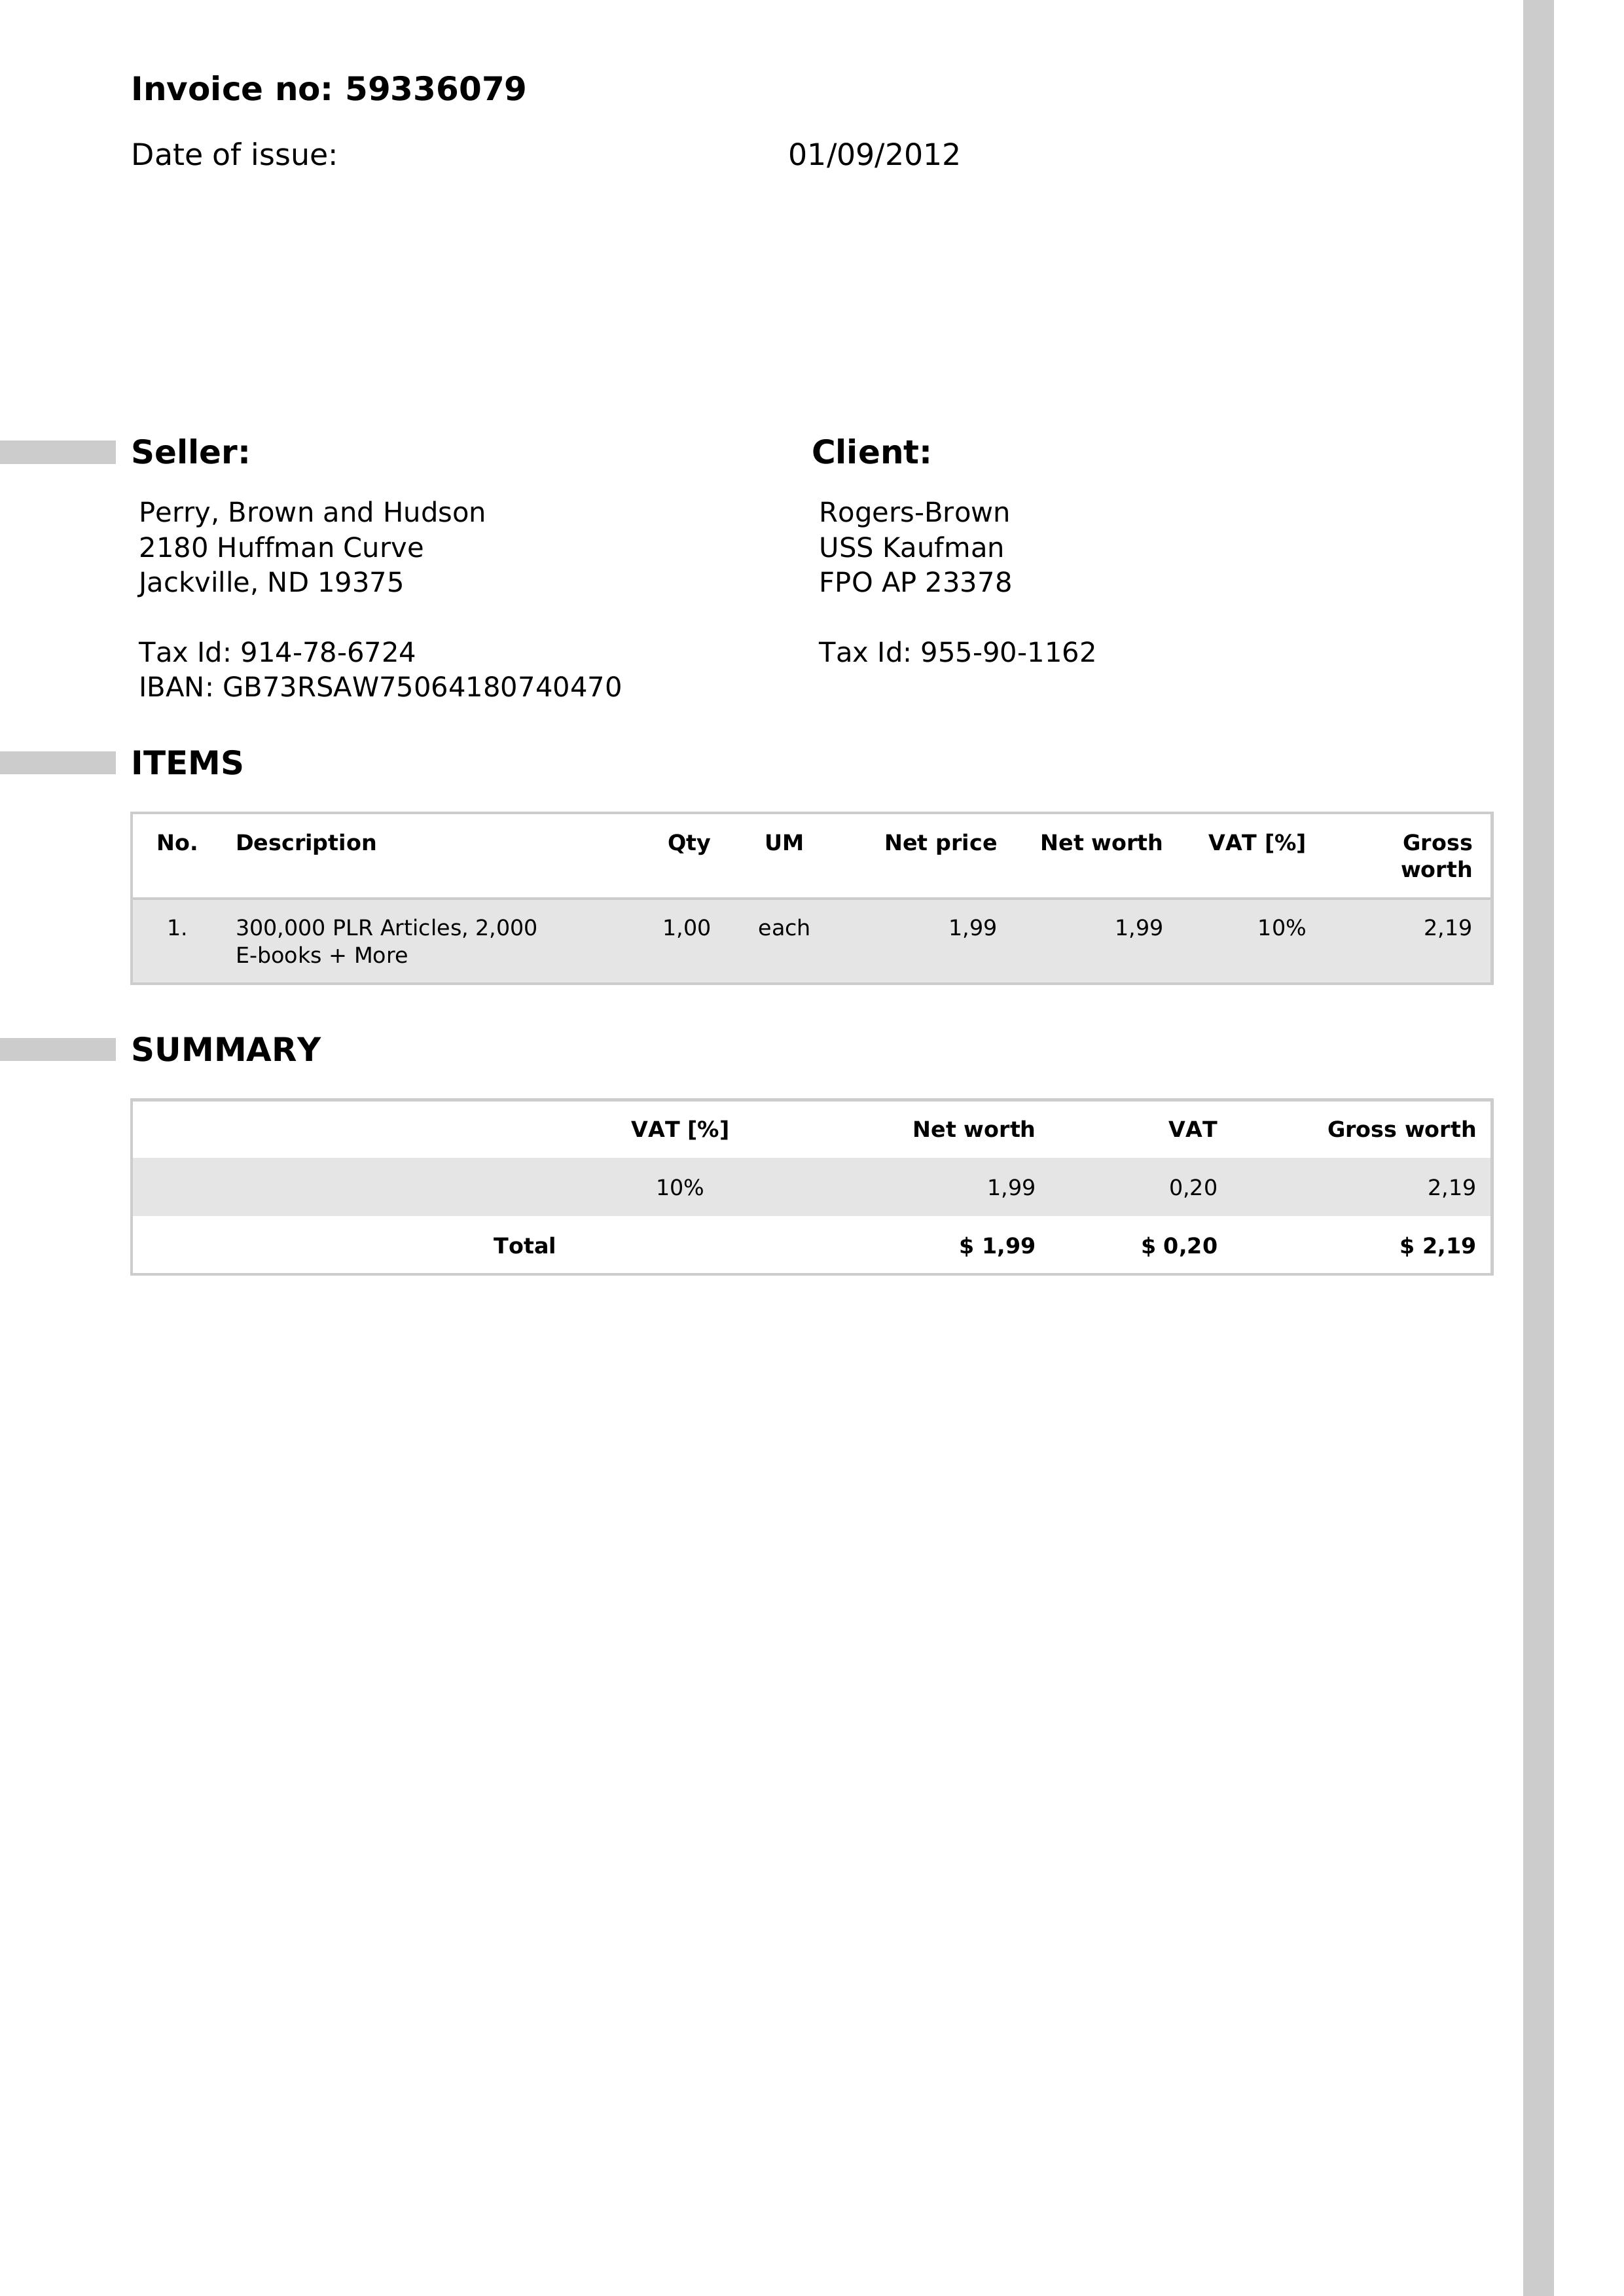 Invoice no: 59336079
Date of issue: 01/09/2012
Seller:
Perry, Brown and Hudson
2180 Huffman Curve
Jackville, ND 19375
Tax Id: 914-78-6724
IBAN: GB73RSAW75064180740470
Client:
Rogers-Brown
USS Kaufman
FPO AP 23378
Tax Id: 955-90-1162
ITEMS
No. Description Qty UM Net price Net worth VAT [%] Gross
worth
1. 300,000 PLR Articles, 2,000 1,00 each 1,99 1,99 10% 2,19
E-books + More
SUMMARY
VAT [%] Net worth VAT Gross worth
10% 1,99 0,20 2,19
Total $ 1,99 $ 0,20 $ 2,19